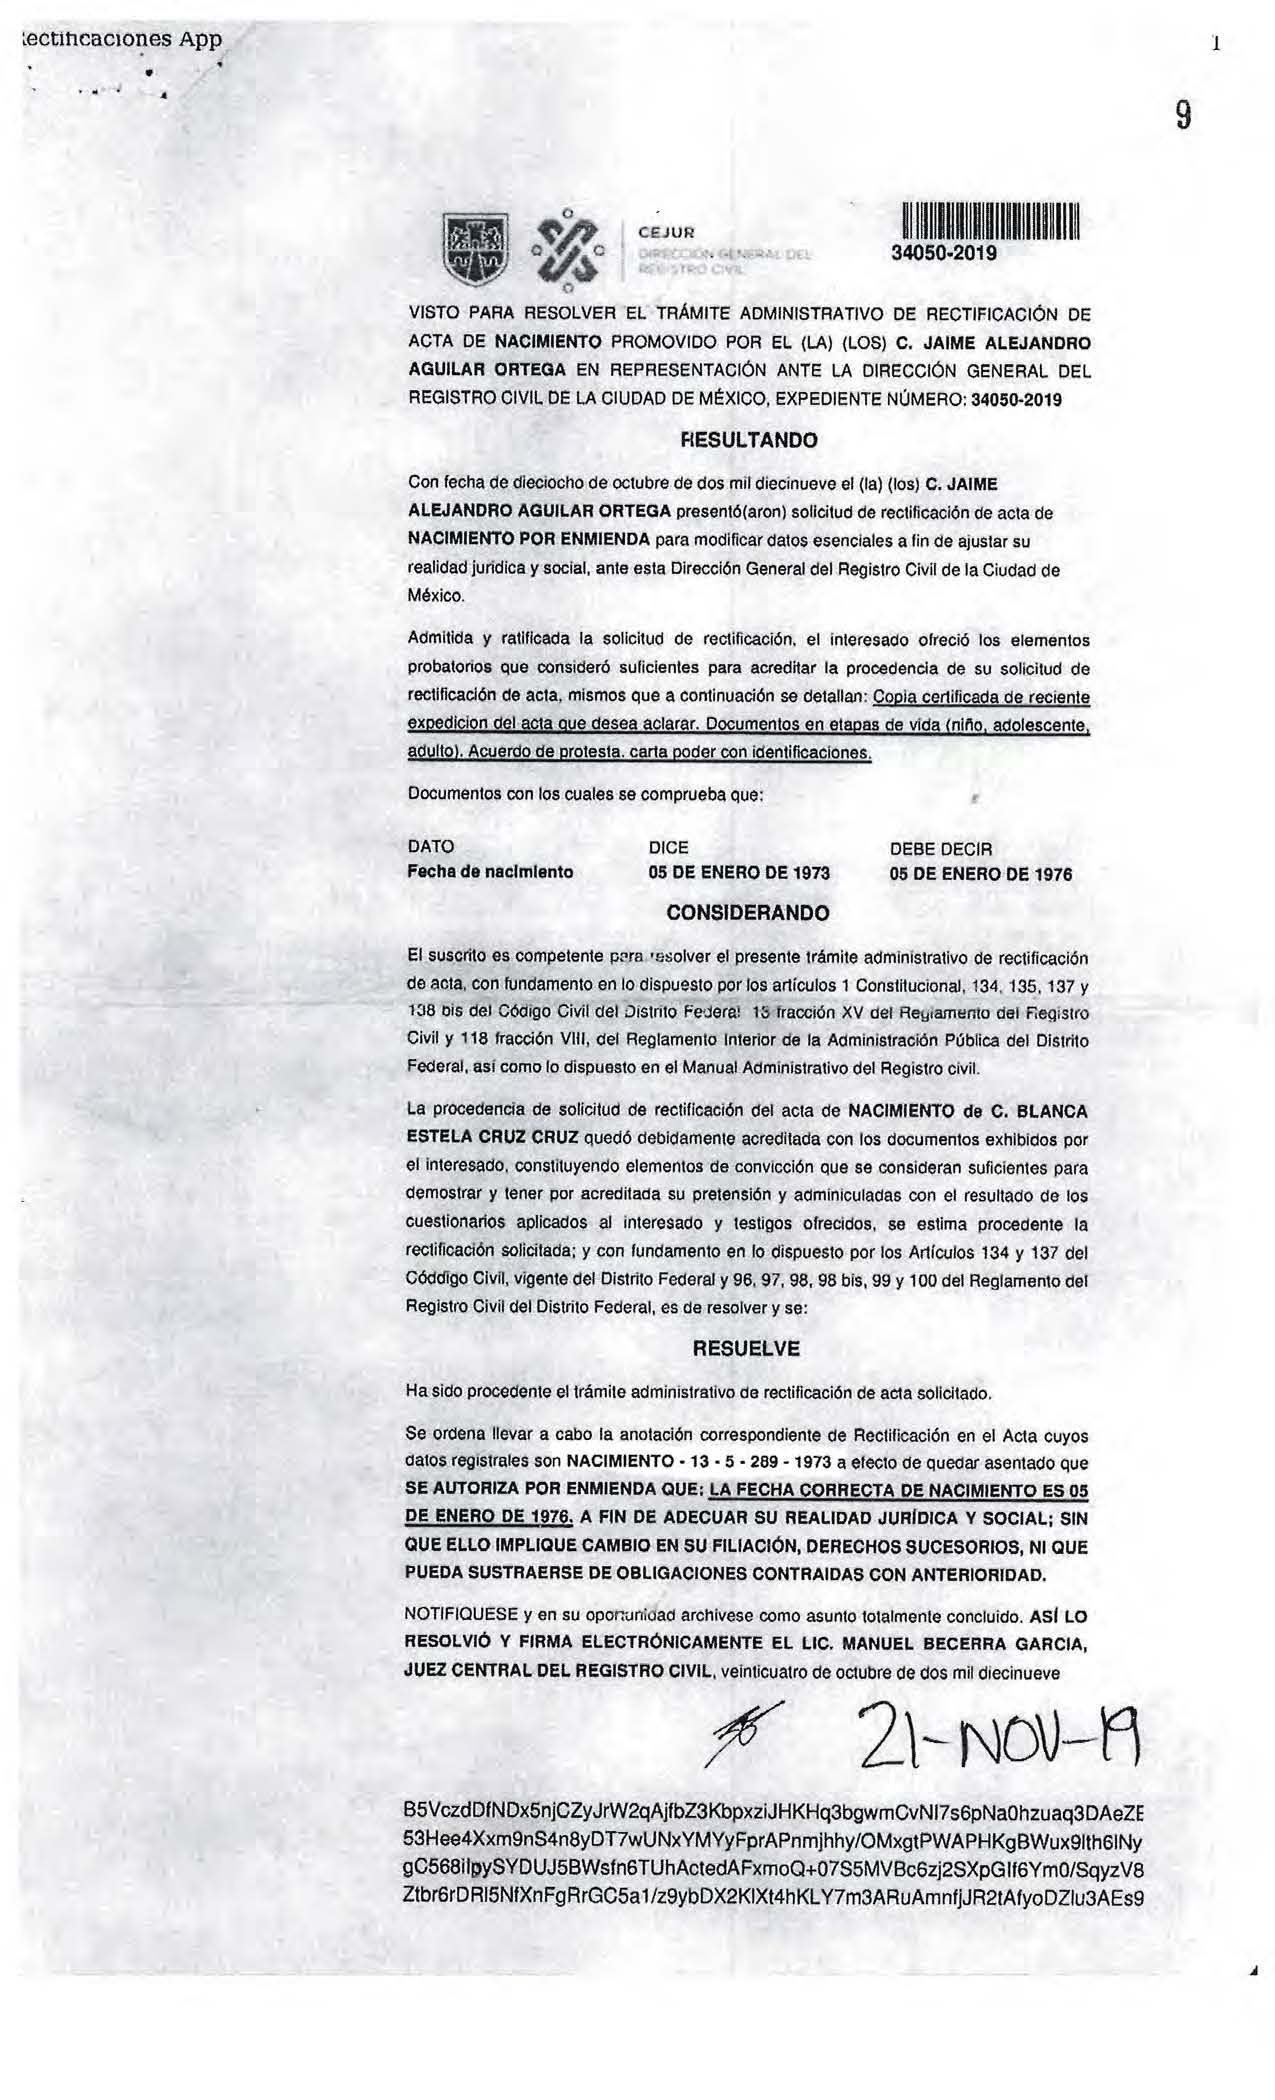 Rectificaciones App
1
9
CEJUR
DIRECCIÓN GENERAL DEL
REGISTRO CIVIL
34050-2019
VISTO PARA RESOLVER EL TRÁMITE ADMINISTRATIVO DE RECTIFICACIÓN DE
ACTA DE NACIMIENTO PROMOVIDO POR EL (LA) (LOS) C. JAIME ALEJANDRO
AGUILAR ORTEGA EN REPRESENTACIÓN ANTE LA DIRECCIÓN GENERAL DEL
REGISTRO CIVIL DE LA CIUDAD DE MÉXICO, EXPEDIENTE NÚMERO: 34050-2019
RESULTANDO
Con fecha de dieciocho de octubre de dos mil diecinueve el (la) (los) C. JAIME
ALEJANDRO AGUILAR ORTEGA presentó(aron) solicitud de rectificación de acta de
NACIMIENTO POR ENMIENDA para modificar datos esenciales a fin de ajustar su
realidad jurídica y social, ante esta Dirección General del Registro Civil de la Ciudad de
México.
Admitida y ratificada la solicitud de rectificación, el interesado ofreció los elementos
probatorios que consideró suficientes para acreditar la procedencia de su solicitud de
rectificación de acta, mismos que a continuación se detallan: Copia certificada de reciente
expedicion del acta que desea aclarar. Documentos en etapas de vida (niño, adolescente,
adulto). Acuerdo de protesta. carta poder con identificaciones.
Documentos con los cuales se comprueba que:
DATO DICE DEBE DECIR
Fecha de nacimiento 05 DE ENERO DE 1973 05 DE ENERO DE 1976
CONSIDERANDO
El suscrito es competente para resolver el presente trámite administrativo de rectificación
de acta, con fundamento en lo dispuesto por los artículos 1 Constitucional, 134, 135, 137 y
138 bis del Código Civil del Distrito Federal 13 fracción XV del Reglamento del Registro
Civil y 118 fracción VIII, del Reglamento Interior de la Administración Pública del Distrito
Federal, así como lo dispuesto en el Manual Administrativo del Registro civil.
La procedencia de solicitud de rectificación del acta de NACIMIENTO de C. BLANCA
ESTELA CRUZ CRUZ quedó debidamente acreditada con los documentos exhibidos por
el interesado, constituyendo elementos de convicción que se consideran suficientes para
demostrar y tener por acreditada su pretensión y adminiculadas con el resultado de los
cuestionarios aplicados al interesado y testigos ofrecidos, se estima procedente la
rectificación solicitada; y con fundamento en lo dispuesto por los Artículos 134 y 137 del
Códdigo Civil, vigente del Distrito Federal y 96, 97, 98, 98 bis, 99 y 100 del Reglamento del
Registro Civil del Distrito Federal, es de resolver y se:
RESUELVE
Ha sido procedente el trámite administrativo de rectificación de acta solicitado.
Se ordena llevar a cabo la anotación correspondiente de Rectificación en el Acta cuyos
datos registrales son NACIMIENTO - 13 - 5 - 289 - 1973 a efecto de quedar asentado que
SE AUTORIZA POR ENMIENDA QUE: LA FECHA CORRECTA DE NACIMIENTO ES 05
DE ENERO DE 1976. A FIN DE ADECUAR SU REALIDAD JURÍDICA Y SOCIAL; SIN
QUE ELLO IMPLIQUE CAMBIO EN SU FILIACIÓN, DERECHOS SUCESORIOS, NI QUE
PUEDA SUSTRAERSE DE OBLIGACIONES CONTRAIDAS CON ANTERIORIDAD.
NOTIFIQUESE y en su oportunidad archivese como asunto totalmente concluido. ASÍ LO
RESOLVIÓ Y FIRMA ELECTRÓNICAMENTE EL LIC. MANUEL BECERRA GARCIA,
JUEZ CENTRAL DEL REGISTRO CIVIL, veinticuatro de octubre de dos mil diecinueve
21-NOV-19
B5VczdDfNDx5njCZyJrW2qAjfbZ3KbpxziJHKHq3bgwmCvNl7s6pNa0hzuaq3DAeZE
53Hee4Xxm9nS4n8yDT7wUNxYMYyFprAPnmjhhy/OMxgtPWAPHKgBWux9lth6INy
gC568ilpySYDUJ5BWsfn6TUhActedAFxmoQ+07S5MVBc6zj2SXpGlf6Ym0/SqyzV8
Ztbr6rDRI5NfXnFgRrGC5a1/z9ybDX2KIXt4hKLY7m3ARuAmnfjJR2tAfyoDZlu3AEs9